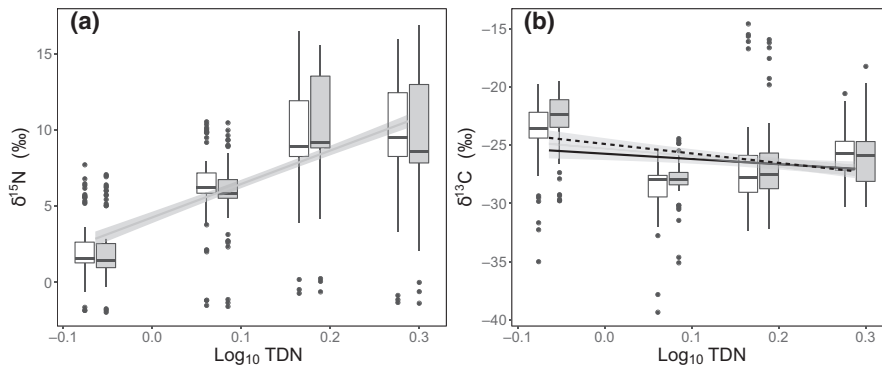 (a)
15
10
5
0
δ¹⁵N (‰)
−0.1 0.0 0.1 0.2 0.3
Log₁₀ TDN
(b)
−15
−20
−25
−30
−35
−40
δ¹³C (‰)
−0.1 0.0 0.1 0.2 0.3
Log₁₀ TDN